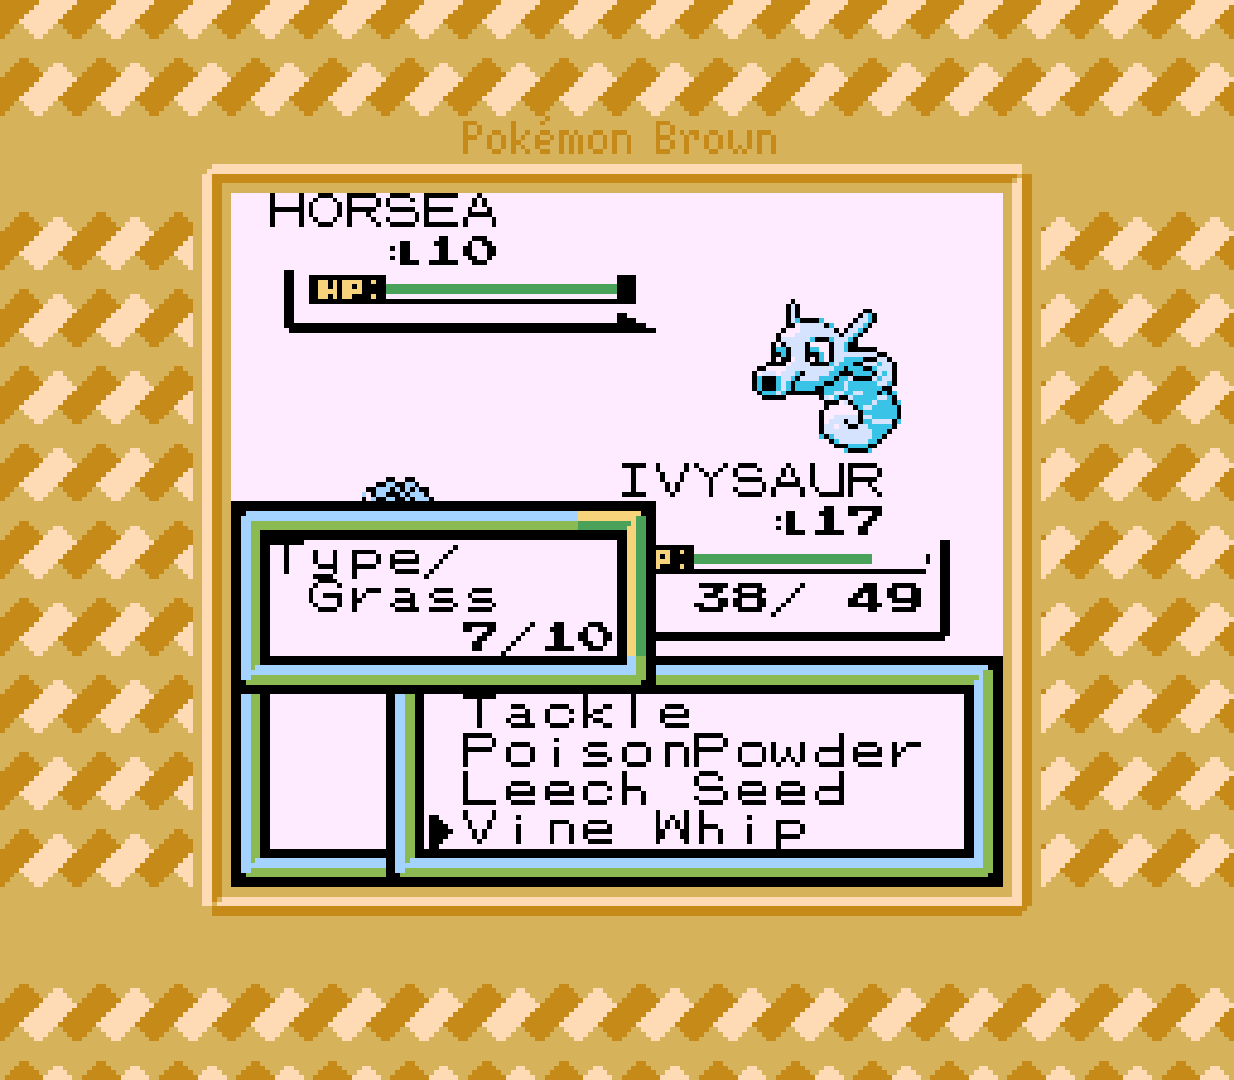 Pokémon Brown
HORSEA
:L10
HP:
IVYSAUR
:L17
P:
38/ 49
Type/
Grass
7/10
Tackle
PoisonPowder
Leech Seed
▶Vine Whip